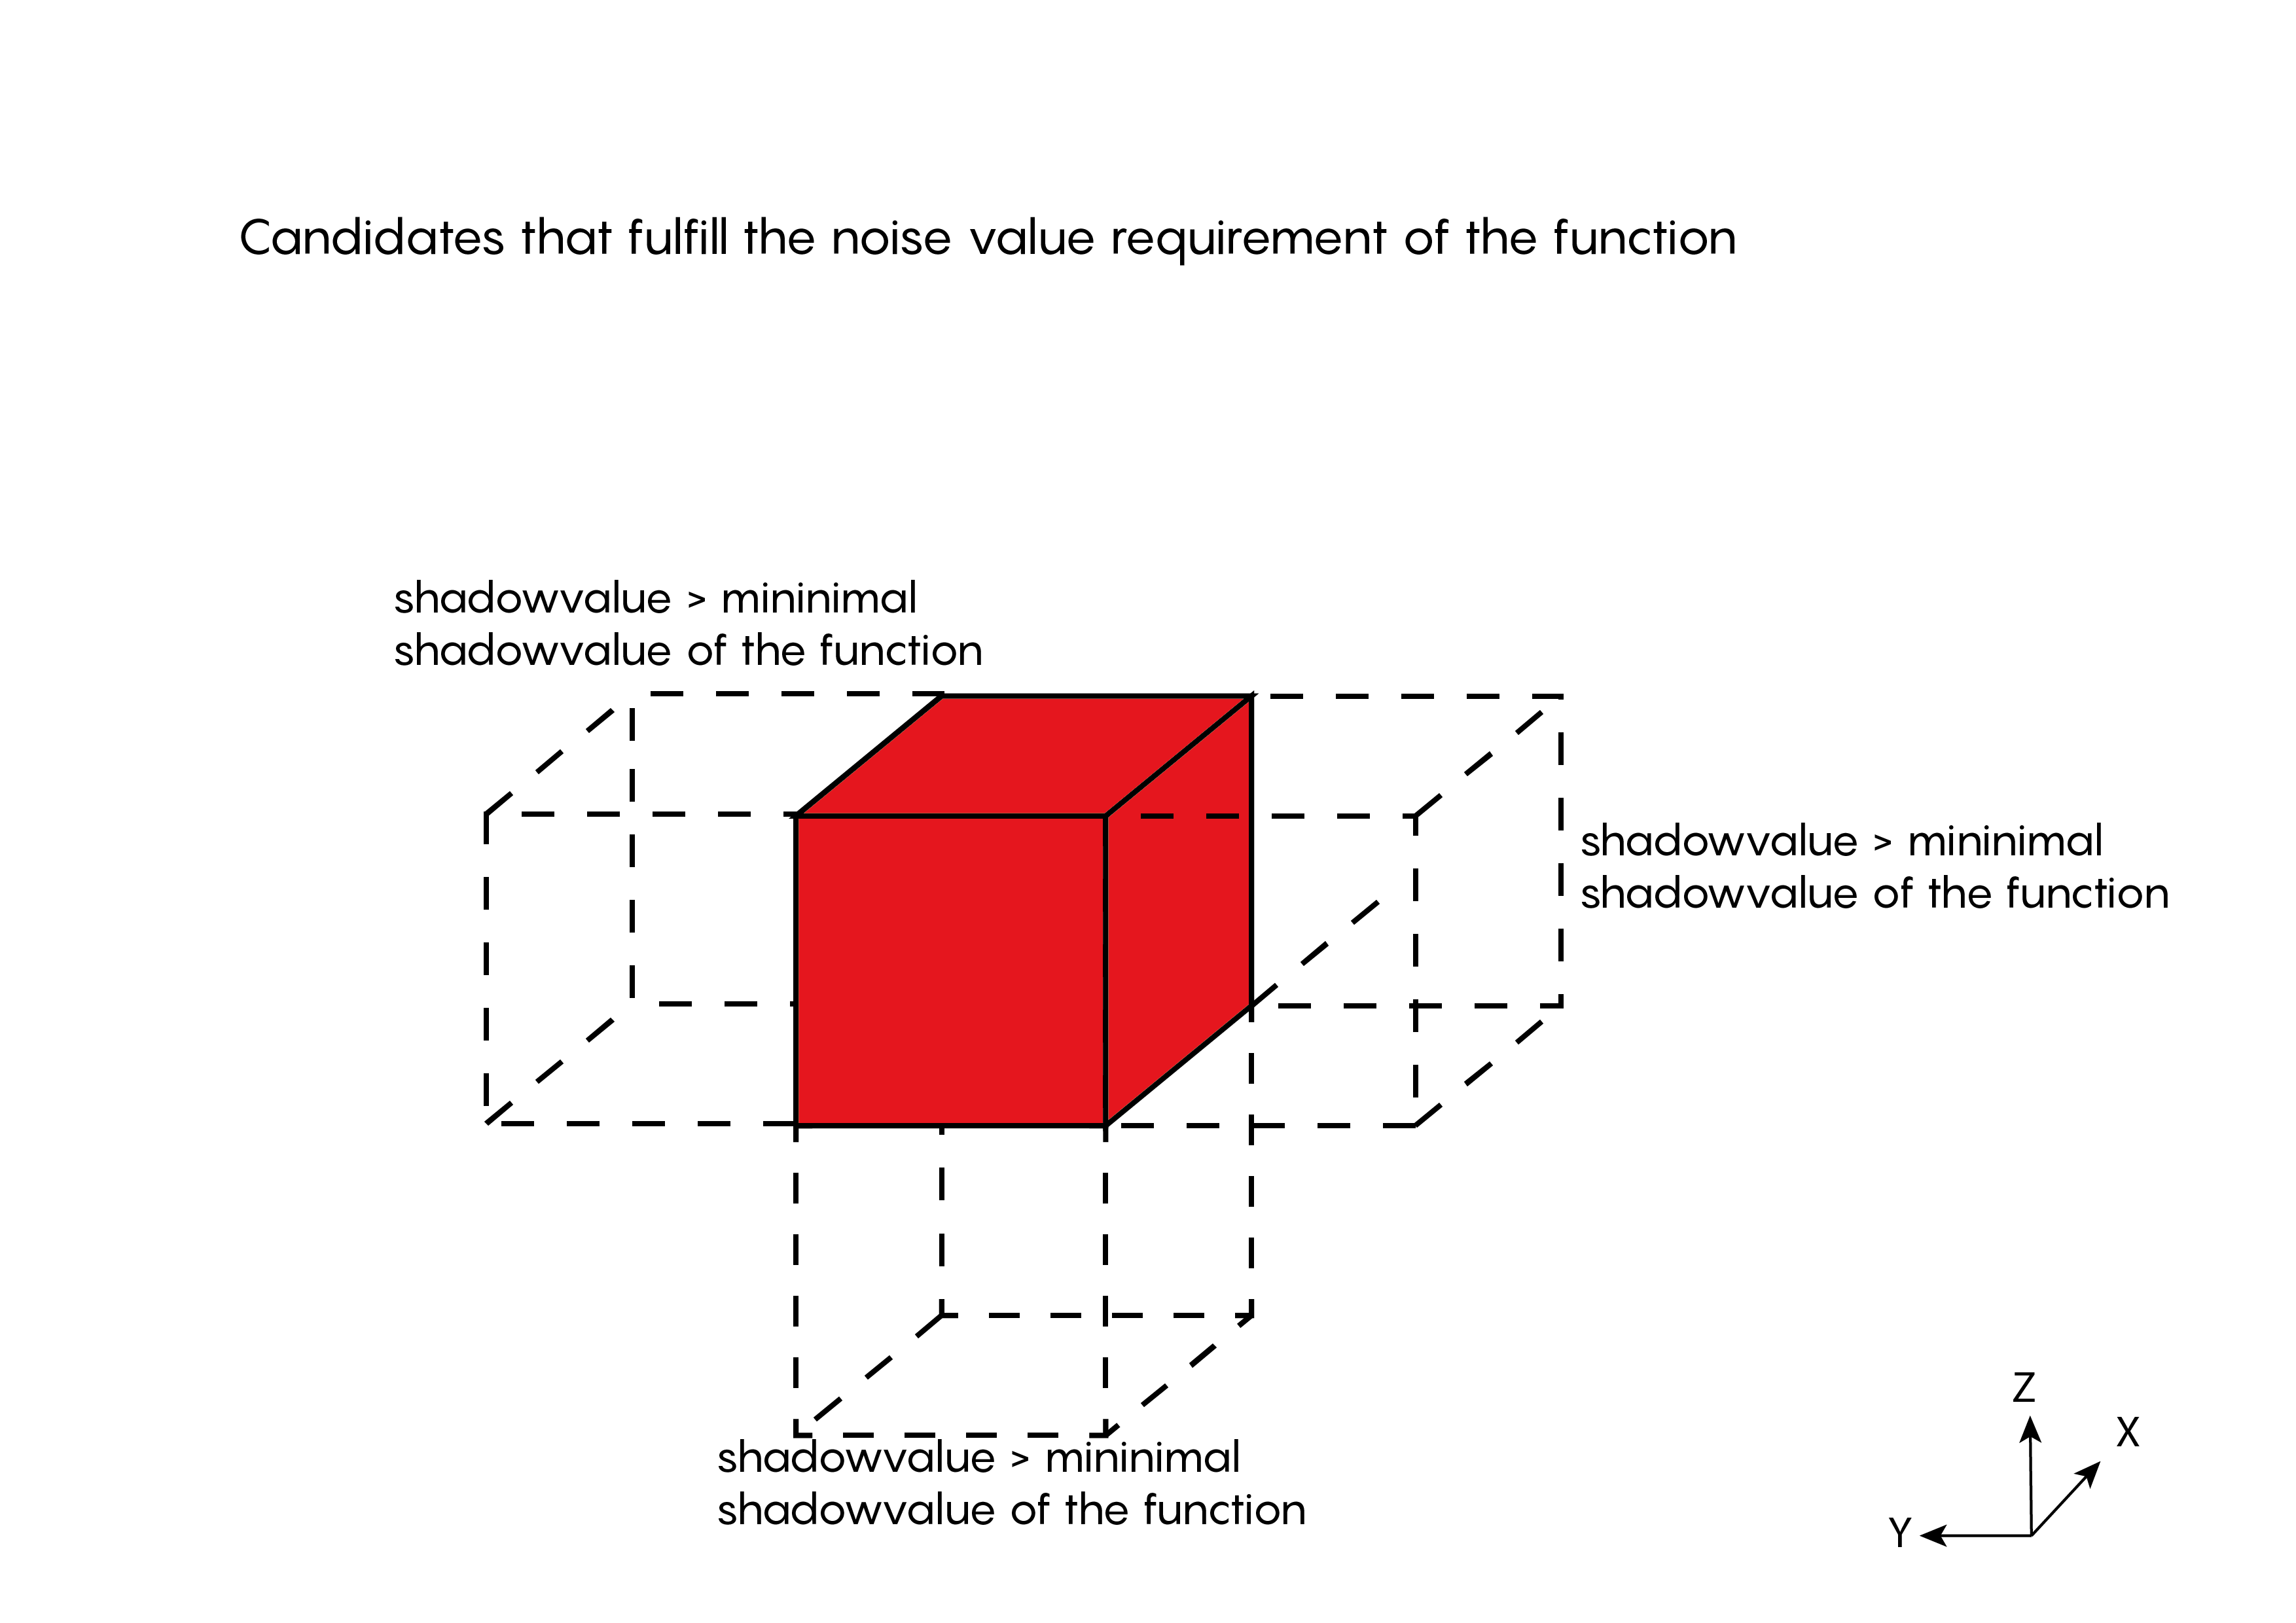 Candidates that fulfill the noise value requirement of the function
shadowvalue > mininimal
shadowvalue of the function
shadowvalue > mininimal
shadowvalue of the function
shadowvalue > mininimal
shadowvalue of the function
Z
X
Y